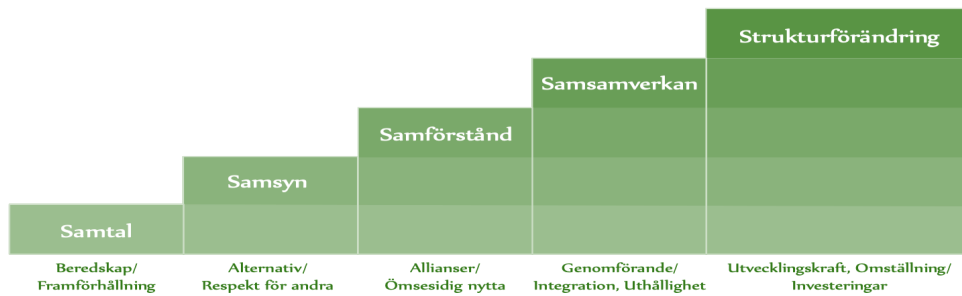 Strukturförändring
Samsamverkan
Samförstånd
Samsyn
Samtal
Beredskap/
Framförhållning
Alternativ/
Respekt för andra
Allianser/
Ömsesidig nytta
Genomförande/
Integration, Uthållighet
Utvecklingskraft, Omställning/
Investeringar